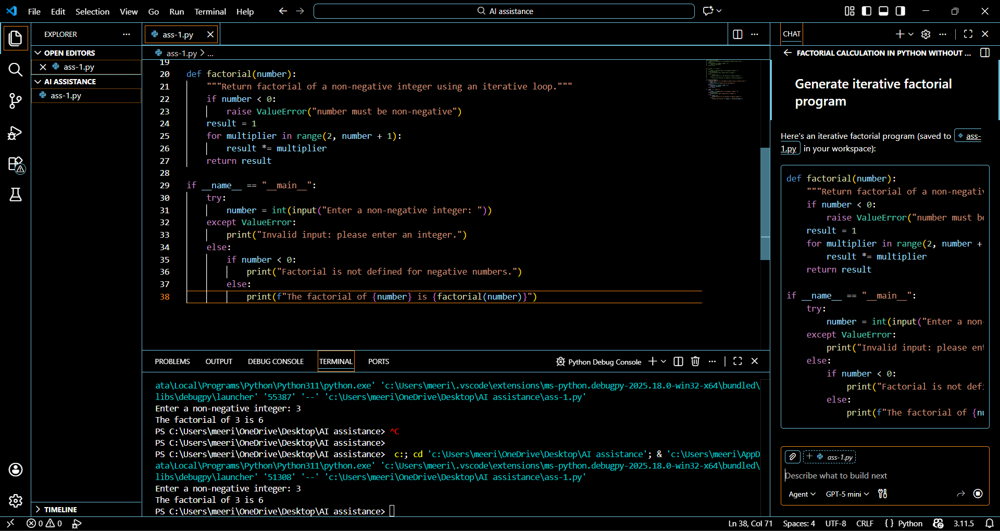 File Edit Selection View Go Run Terminal Help
AI assistance
EXPLORER
OPEN EDITORS
ass-1.py
AI ASSISTANCE
ass-1.py
TIMELINE
ass-1.py
ass-1.py > ...
19
20 def factorial(number):
21     """Return factorial of a non-negative integer using an iterative loop."""
22     if number < 0:
23         raise ValueError("number must be non-negative")
24     result = 1
25     for multiplier in range(2, number + 1):
26         result *= multiplier
27     return result
28
29 if __name__ == "__main__":
30     try:
31         number = int(input("Enter a non-negative integer: "))
32     except ValueError:
33         print("Invalid input: please enter an integer.")
34     else:
35         if number < 0:
36             print("Factorial is not defined for negative numbers.")
37         else:
38             print(f"The factorial of {number} is {factorial(number)}")
PROBLEMS OUTPUT DEBUG CONSOLE TERMINAL PORTS
Python Debug Console
ata\Local\Programs\Python\Python311\python.exe' 'c:\Users\meeri\.vscode\extensions\ms-python.debugpy-2025.18.0-win32-x64\bundled\
libs\debugpy\launcher' '55387' '--' 'c:\Users\meeri\OneDrive\Desktop\AI assistance\ass-1.py'
Enter a non-negative integer: 3
The factorial of 3 is 6
PS C:\Users\meeri\OneDrive\Desktop\AI assistance> ^C
PS C:\Users\meeri\OneDrive\Desktop\AI assistance>
PS C:\Users\meeri\OneDrive\Desktop\AI assistance>  c:; cd 'c:\Users\meeri\OneDrive\Desktop\AI assistance'; & 'c:\Users\meeri\AppD
ata\Local\Programs\Python\Python311\python.exe' 'c:\Users\meeri\.vscode\extensions\ms-python.debugpy-2025.18.0-win32-x64\bundled\
libs\debugpy\launcher' '51308' '--' 'c:\Users\meeri\OneDrive\Desktop\AI assistance\ass-1.py'
Enter a non-negative integer: 3
The factorial of 3 is 6
PS C:\Users\meeri\OneDrive\Desktop\AI assistance>
CHAT
FACTORIAL CALCULATION IN PYTHON WITHOUT ...
Generate iterative factorial
program
Here's an iterative factorial program (saved to ass-
1.py in your workspace):
def factorial(number):
    """Return factorial of a non-negativ
    if number < 0:
        raise ValueError("number must be
    result = 1
    for multiplier in range(2, number +
        result *= multiplier
    return result
if __name__ == "__main__":
    try:
        number = int(input("Enter a non-
    except ValueError:
        print("Invalid input: please ent
    else:
        if number < 0:
            print("Factorial is not defi
        else:
            print(f"The factorial of {nu
ass-1.py
Describe what to build next
Agent GPT-5 mini
0 0
Ln 38, Col 71 Spaces: 4 UTF-8 CRLF {} Python 3.11.5